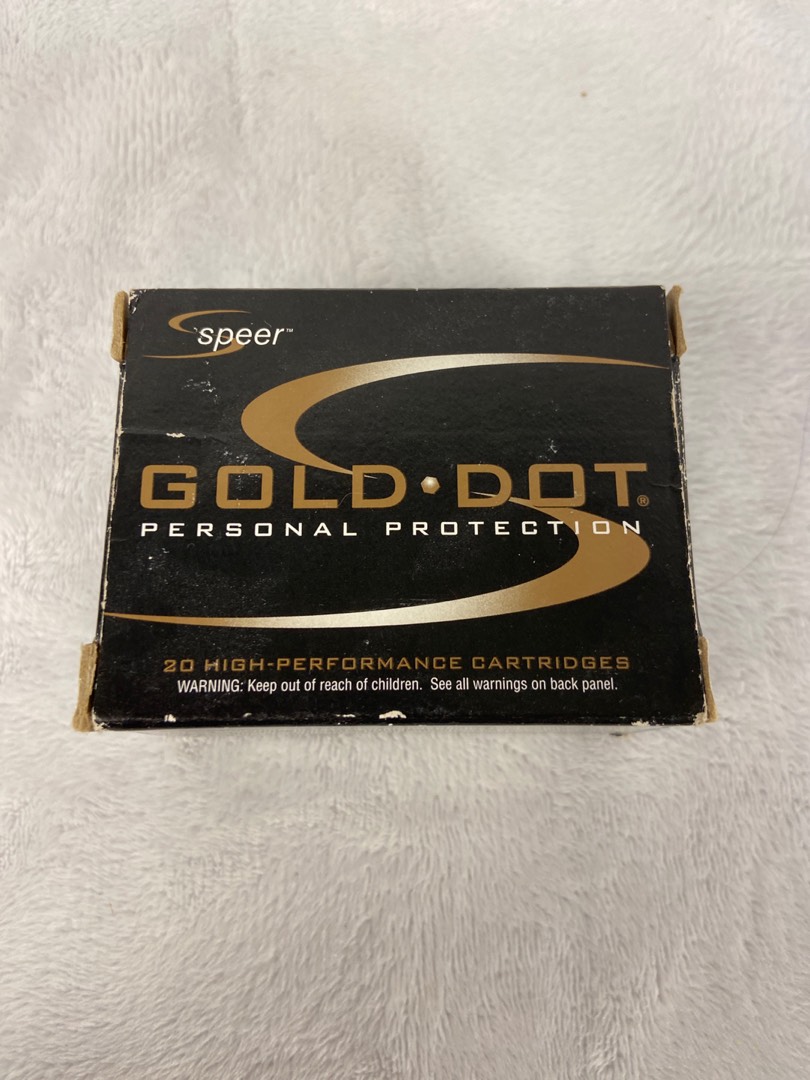 speer™
GOLD•DOT®
PERSONAL PROTECTION
20 HIGH-PERFORMANCE CARTRIDGES
WARNING: Keep out of reach of children. See all warnings on back panel.